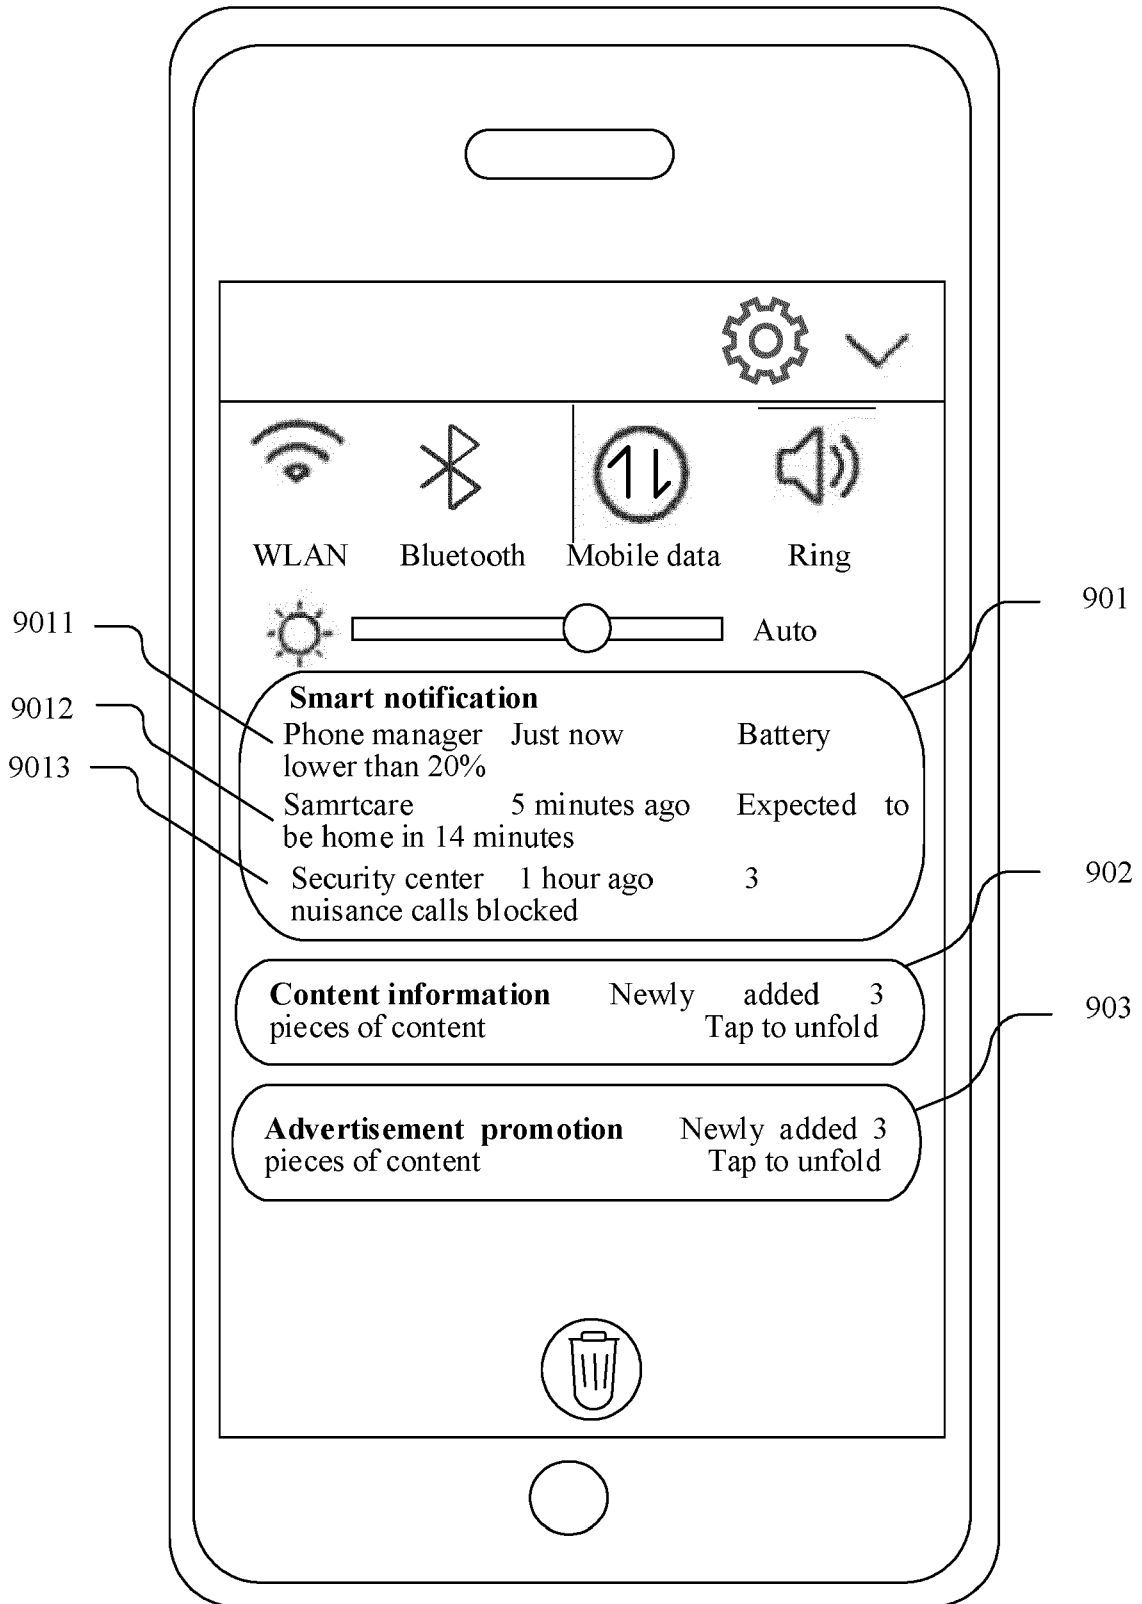 WLAN Bluetooth Mobile data Ring
901
9011
Auto
Smart notification
9012
Phone manager Just now Battery
lower than 20%
9013
Samrtcare 5 minutes ago Expected to
be home in 14 minutes
Security center 1 hour ago 3
nuisance calls blocked
902
Content information Newly added 3
pieces of content Tap to unfold
903
Advertisement promotion Newly added 3
pieces of content Tap to unfold